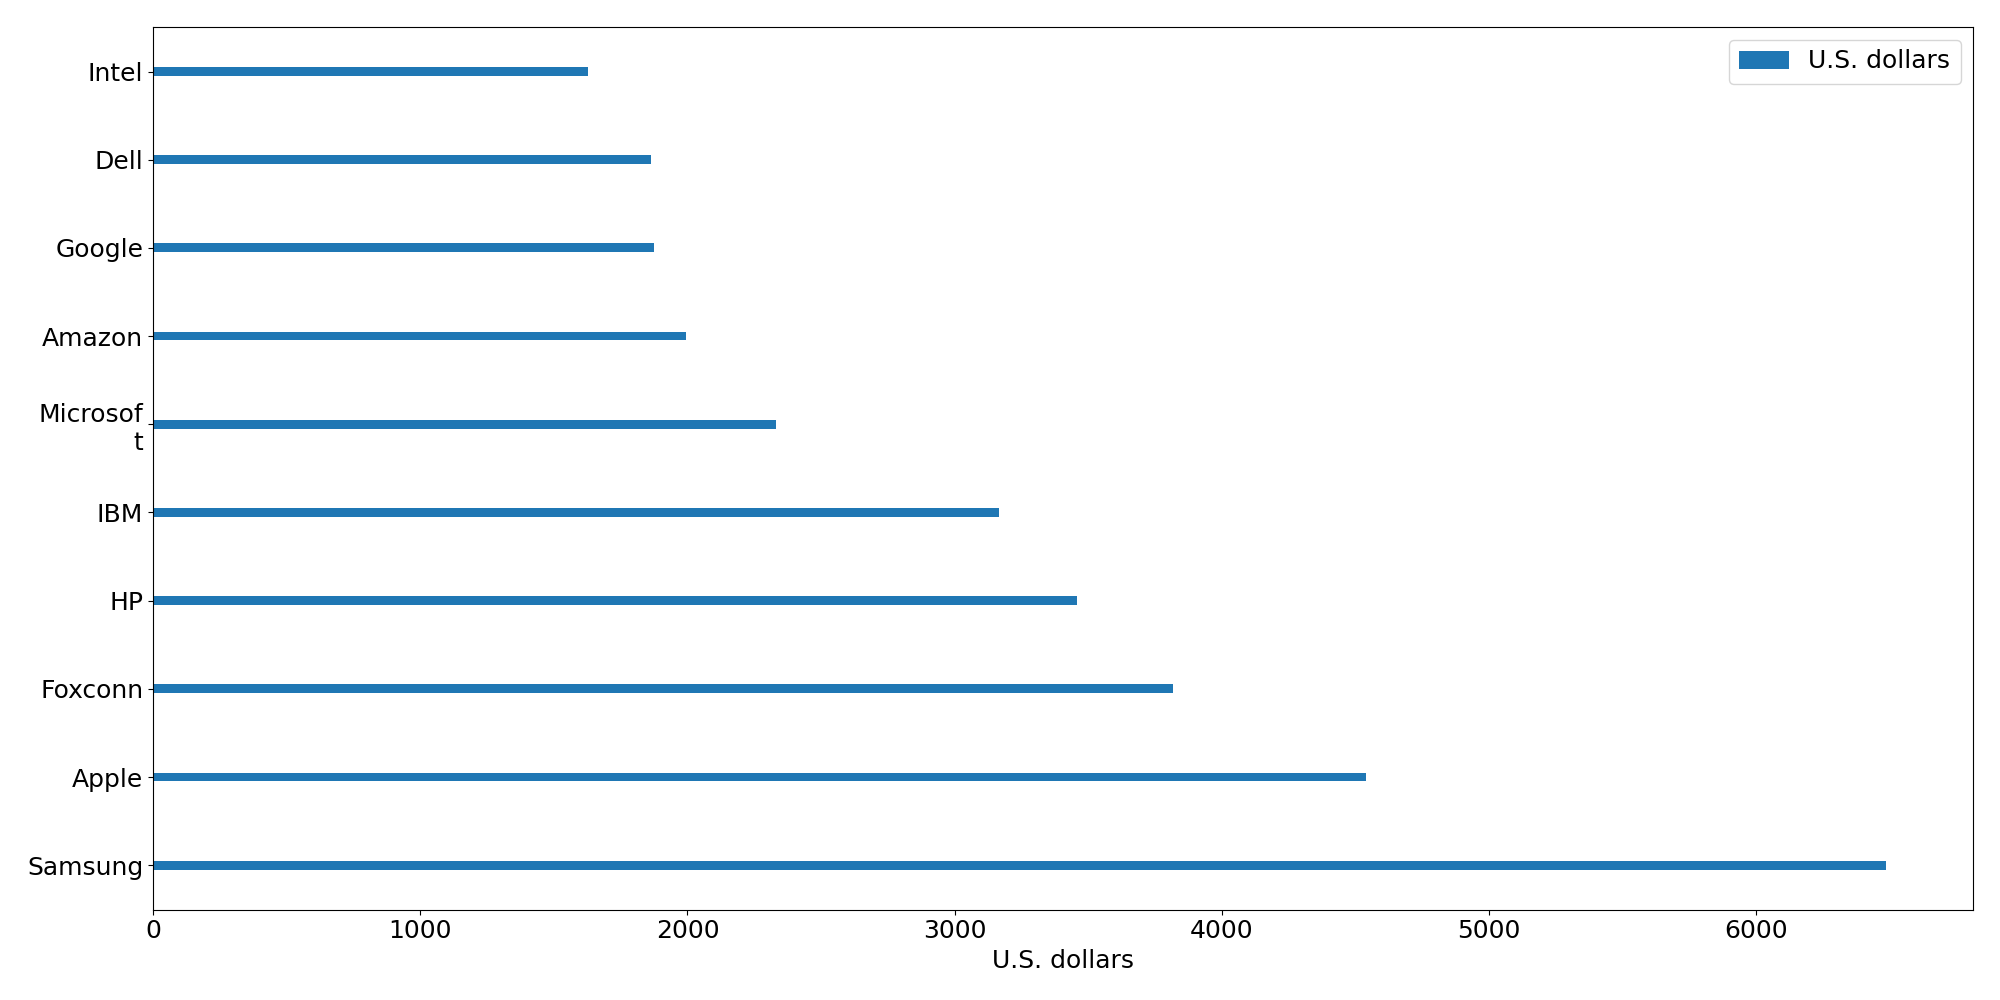 U.S. dollars
Intel
Dell
Google
Amazon
Microsof
t
IBM
HP
Foxconn
Apple
Samsung
0 1000 2000 3000 4000 5000 6000
U.S. dollars